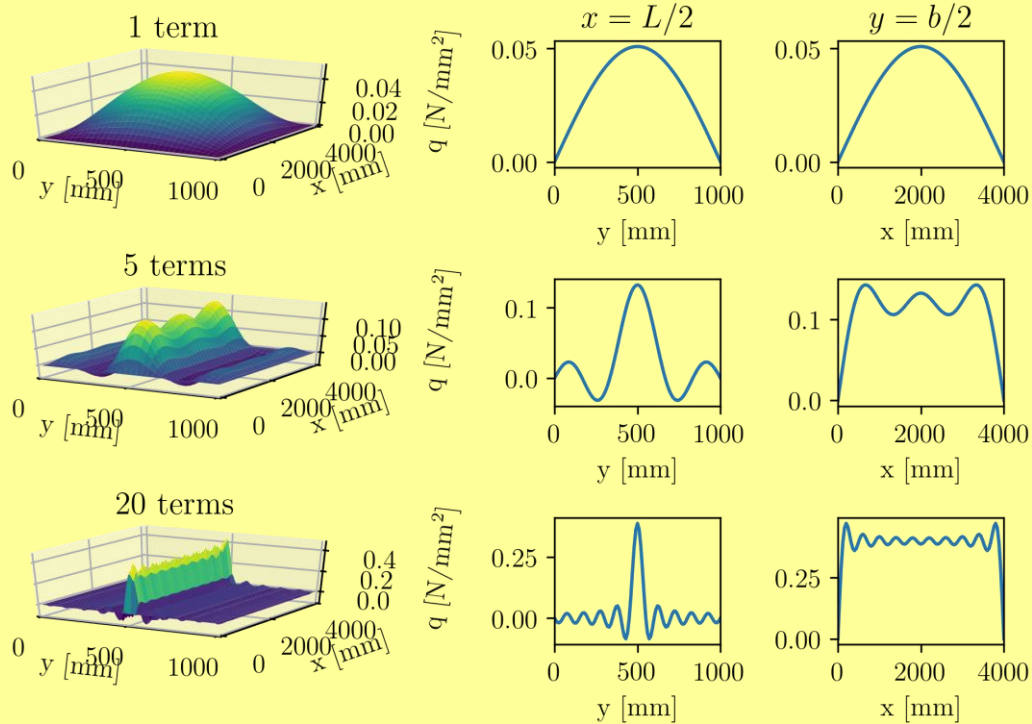 1 term
0.04
0.02
0.00
0
500
1000
y [mm]
0
2000
4000
x [mm]
q [N/mm²]
x = L/2
0.05
0.00
0
500
1000
y [mm]
y = b/2
0.05
0.00
0
2000
4000
x [mm]
5 terms
0.10
0.05
0.00
0
500
1000
y [mm]
0
2000
4000
x [mm]
q [N/mm²]
0.1
0.0
0
500
1000
y [mm]
0.1
0.0
0
2000
4000
x [mm]
20 terms
0.4
0.2
0.0
0
500
1000
y [mm]
0
2000
4000
x [mm]
q [N/mm²]
0.25
0.00
0
500
1000
y [mm]
0.25
0.00
0
2000
4000
x [mm]